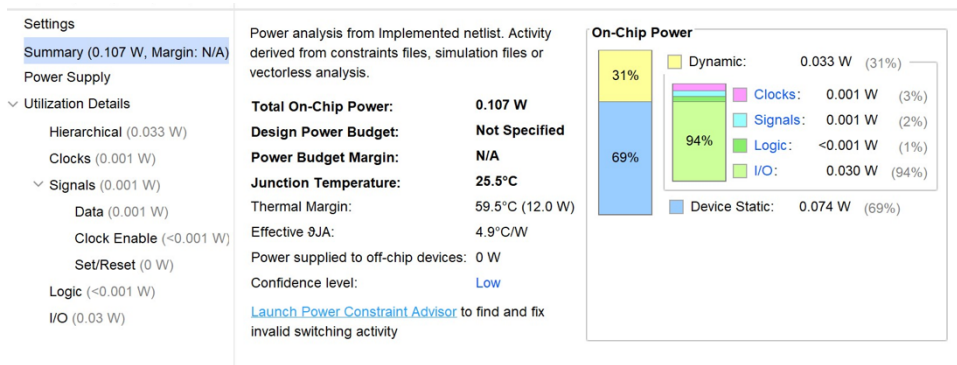 Settings
Summary (0.107 W, Margin: N/A)
Power Supply
Utilization Details
Hierarchical (0.033 W)
Clocks (0.001 W)
Signals (0.001 W)
Data (0.001 W)
Clock Enable (<0.001 W)
Set/Reset (0 W)
Logic (<0.001 W)
I/O (0.03 W)
Power analysis from Implemented netlist. Activity
derived from constraints files, simulation files or
vectorless analysis.
Total On-Chip Power: 0.107 W
Design Power Budget: Not Specified
Power Budget Margin: N/A
Junction Temperature: 25.5°C
Thermal Margin: 59.5°C (12.0 W)
Effective ϑJA: 4.9°C/W
Power supplied to off-chip devices: 0 W
Confidence level: Low
Launch Power Constraint Advisor to find and fix
invalid switching activity
On-Chip Power
31%
69%
Dynamic: 0.033 W (31%)
94%
Clocks: 0.001 W (3%)
Signals: 0.001 W (2%)
Logic: <0.001 W (1%)
I/O: 0.030 W (94%)
Device Static: 0.074 W (69%)